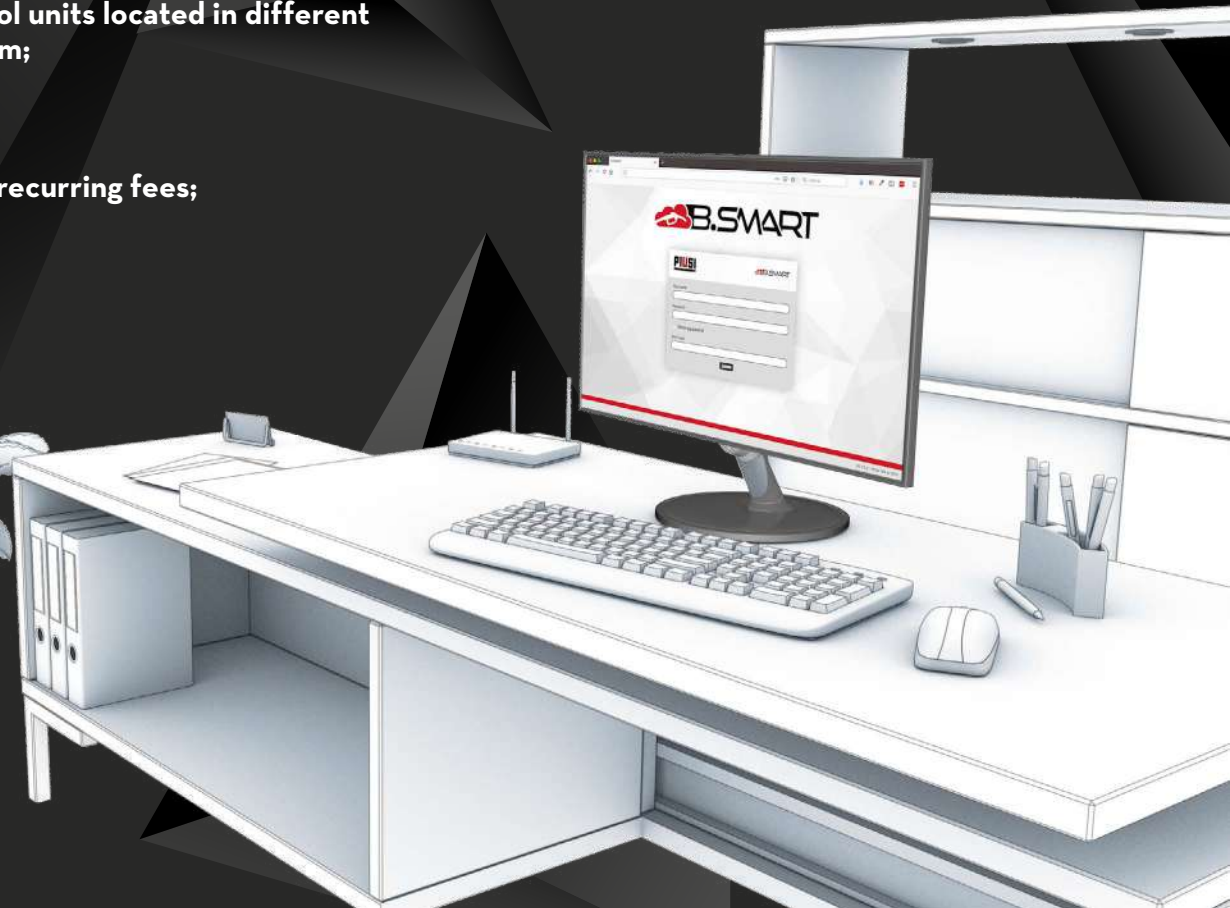 ol units located in different
m;
recurring fees;
B.SMART
PIUSI
B.SMART